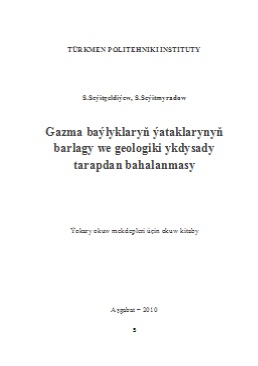 TÜRKMEN POLITEHNIKI INSTITUTY
S.Seýitgeldiýew, S.Seýitmyradow
Gazma baýlyklaryň ýataklarynyň
barlagy we geologiki ykdysady
tarapdan bahalanmasy
Ýokary okuw mekdepleri üçin okuw kitaby
Aşgabat – 2010